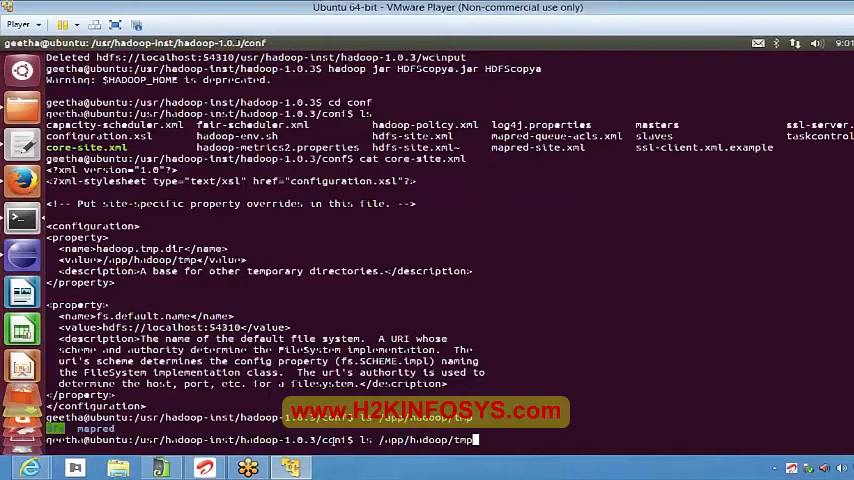 Ubuntu 64-bit - VMware Player (Non-commercial use only)
Player
geetha@ubuntu: /usr/hadoop-inst/hadoop-1.0.3/conf
9:01
Deleted hdfs://localhost:54310/usr/hadoop-inst/hadoop-1.0.3/wcinput
geetha@ubuntu:/usr/hadoop-inst/hadoop-1.0.3$ hadoop jar HDFScopya.jar HDFScopya
Warning: $HADOOP_HOME is deprecated.
geetha@ubuntu:/usr/hadoop-inst/hadoop-1.0.3$ cd conf
geetha@ubuntu:/usr/hadoop-inst/hadoop-1.0.3/conf$ ls
capacity-scheduler.xml fair-scheduler.xml hadoop-policy.xml log4j.properties masters ssl-server.
configuration.xsl hadoop-env.sh hdfs-site.xml mapred-queue-acls.xml slaves taskcontrol
core-site.xml hadoop-metrics2.properties hdfs-site.xml~ mapred-site.xml ssl-client.xml.example
geetha@ubuntu:/usr/hadoop-inst/hadoop-1.0.3/conf$ cat core-site.xml
<?xml version="1.0"?>
<?xml-stylesheet type="text/xsl" href="configuration.xsl"?>
<!-- Put site-specific property overrides in this file. -->
<configuration>
<property>
<name>hadoop.tmp.dir</name>
<value>/app/hadoop/tmp</value>
<description>A base for other temporary directories.</description>
</property>
<property>
<name>fs.default.name</name>
<value>hdfs://localhost:54310</value>
<description>The name of the default file system. A URI whose
scheme and authority determine the FileSystem implementation. The
uri's scheme determines the config property (fs.SCHEME.impl) naming
the FileSystem implementation class. The uri's authority is used to
determine the host, port, etc. for a filesystem.</description>
</property>
</configuration>
geetha@ubuntu:/usr/hadoop-inst/hadoop-1.0.3/conf$ ls /app/hadoop/tmp
dfs mapred
geetha@ubuntu:/usr/hadoop-inst/hadoop-1.0.3/conf$ ls /app/hadoop/tmp
www.H2KINFOSYS.com